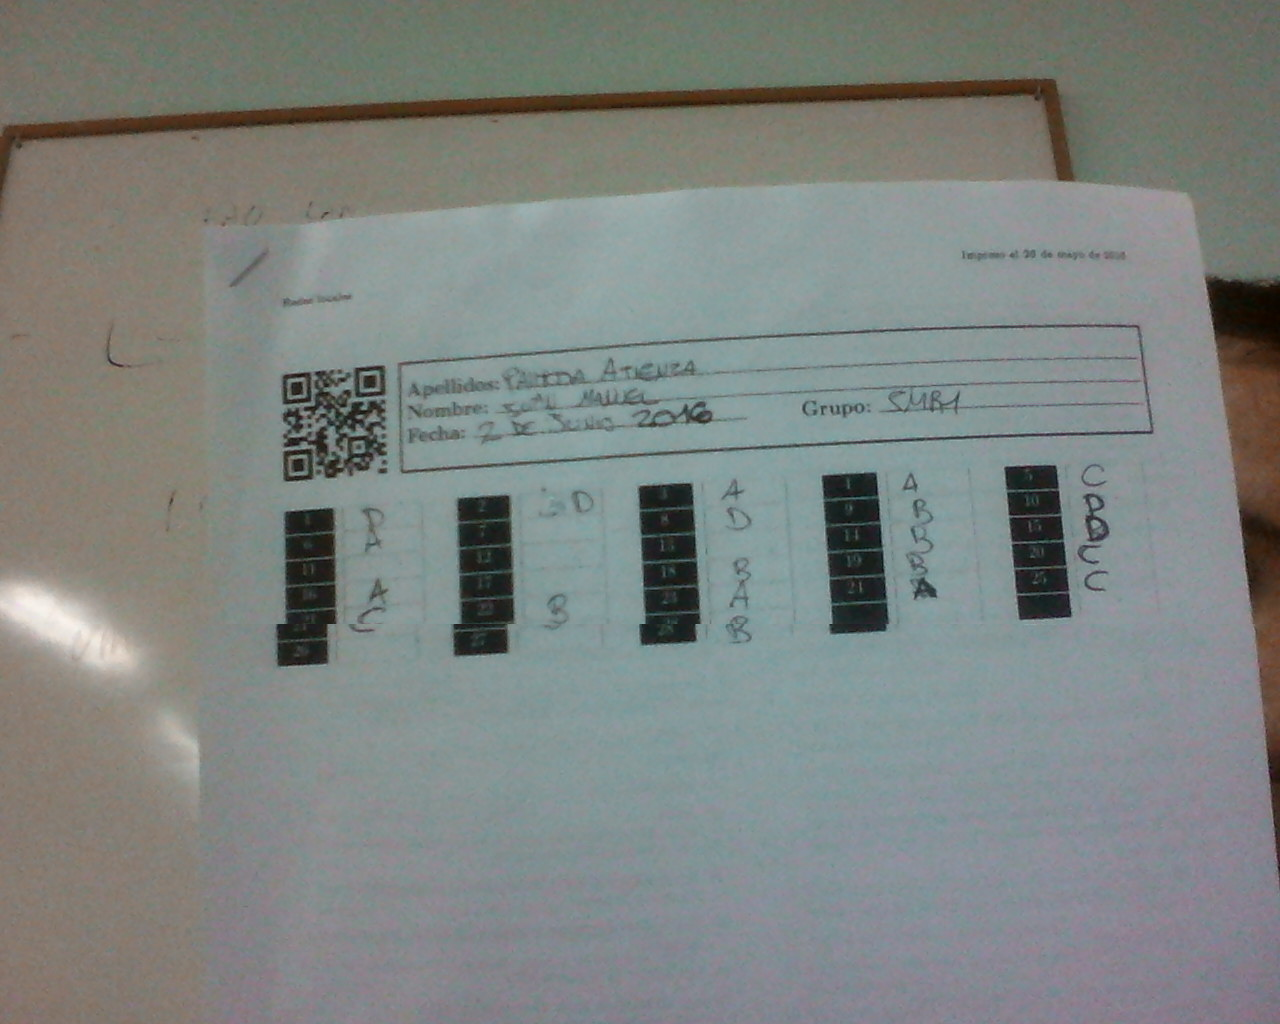 Impreso el 26 de mayo de 2016
Redes locales
Apellidos: Atienza
Nombre: Manuel
Fecha: 2 DE Junio 2016 Grupo: SMR1
1 D 2 D 3 A 4 A 5 C
6 A 7 8 D 9 B 10 D
11 12 13 14 B 15
16 A 17 18 B 19 B 20 C
21 C 22 B 23 A 24 A 25 C
26 27 28 B